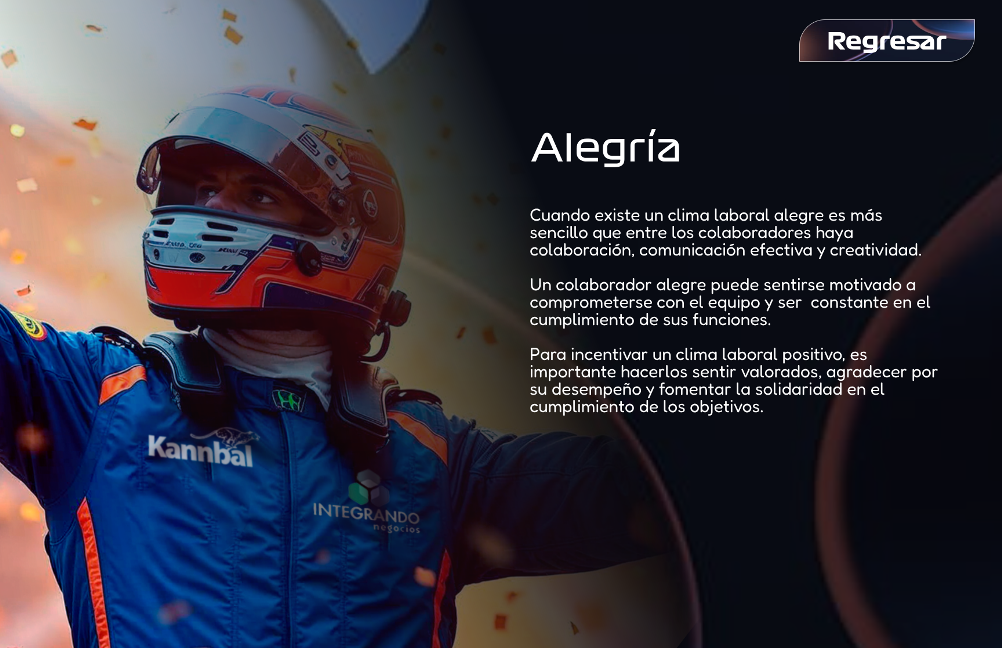 Regresar
Alegría
Cuando existe un clima laboral alegre es más
sencillo que entre los colaboradores haya
colaboración, comunicación efectiva y creatividad.
Un colaborador alegre puede sentirse motivado a
comprometerse con el equipo y ser  constante en el
cumplimiento de sus funciones.
Para incentivar un clima laboral positivo, es
importante hacerlos sentir valorados, agradecer por
su desempeño y fomentar la solidaridad en el
cumplimiento de los objetivos.
Kannbal
INTEGRANDO
negocios